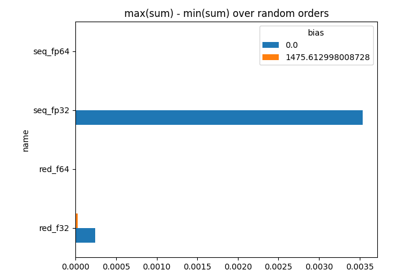 max(sum) - min(sum) over random orders
bias
0.0
1475.612998008728
seq_fp64
seq_fp32
name
red_f64
red_f32
0.0000 0.0005 0.0010 0.0015 0.0020 0.0025 0.0030 0.0035